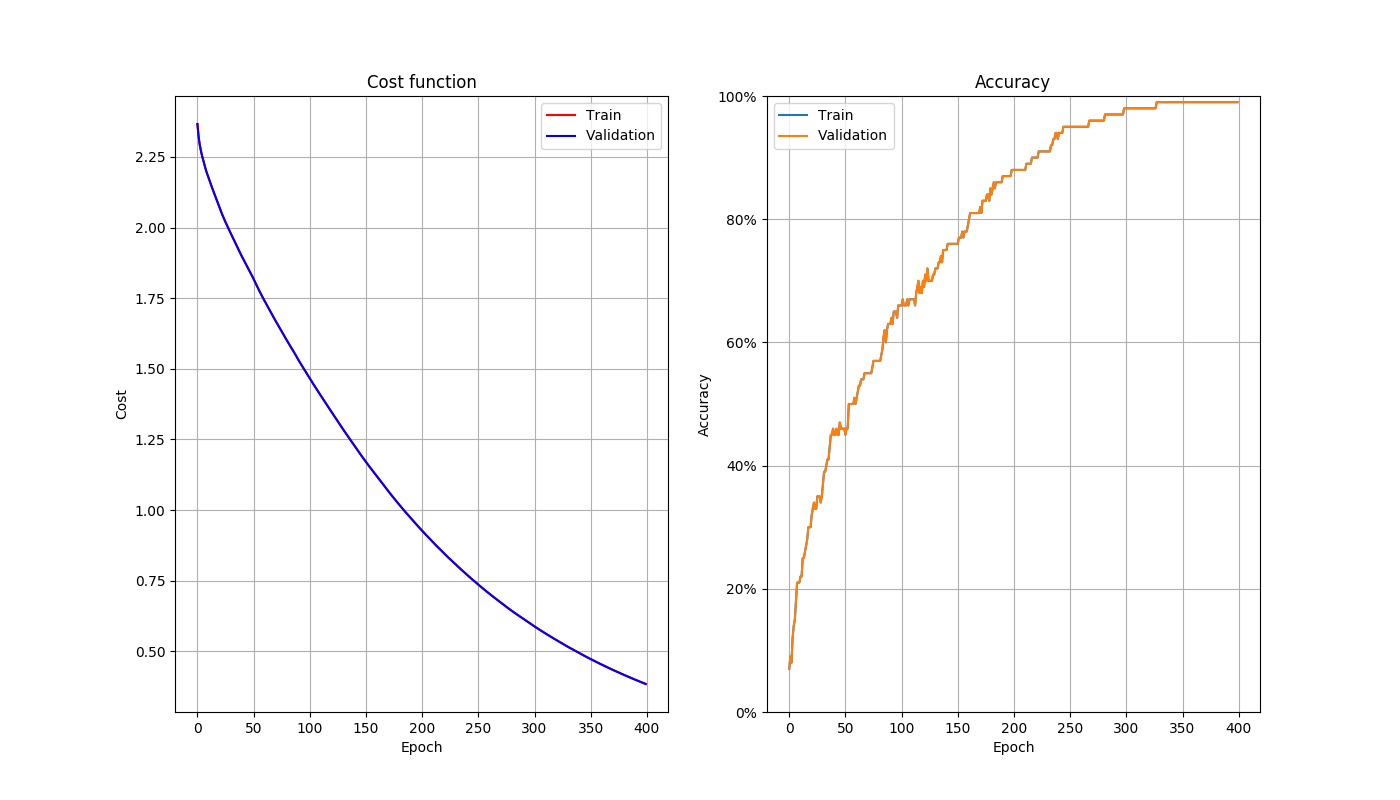 Cost function
Train
Validation
2.25
2.00
1.75
1.50
1.25
1.00
0.75
0.50
Cost
0 50 100 150 200 250 300 350 400
Epoch
Accuracy
Train
Validation
100%
80%
60%
40%
20%
0%
Accuracy
0 50 100 150 200 250 300 350 400
Epoch